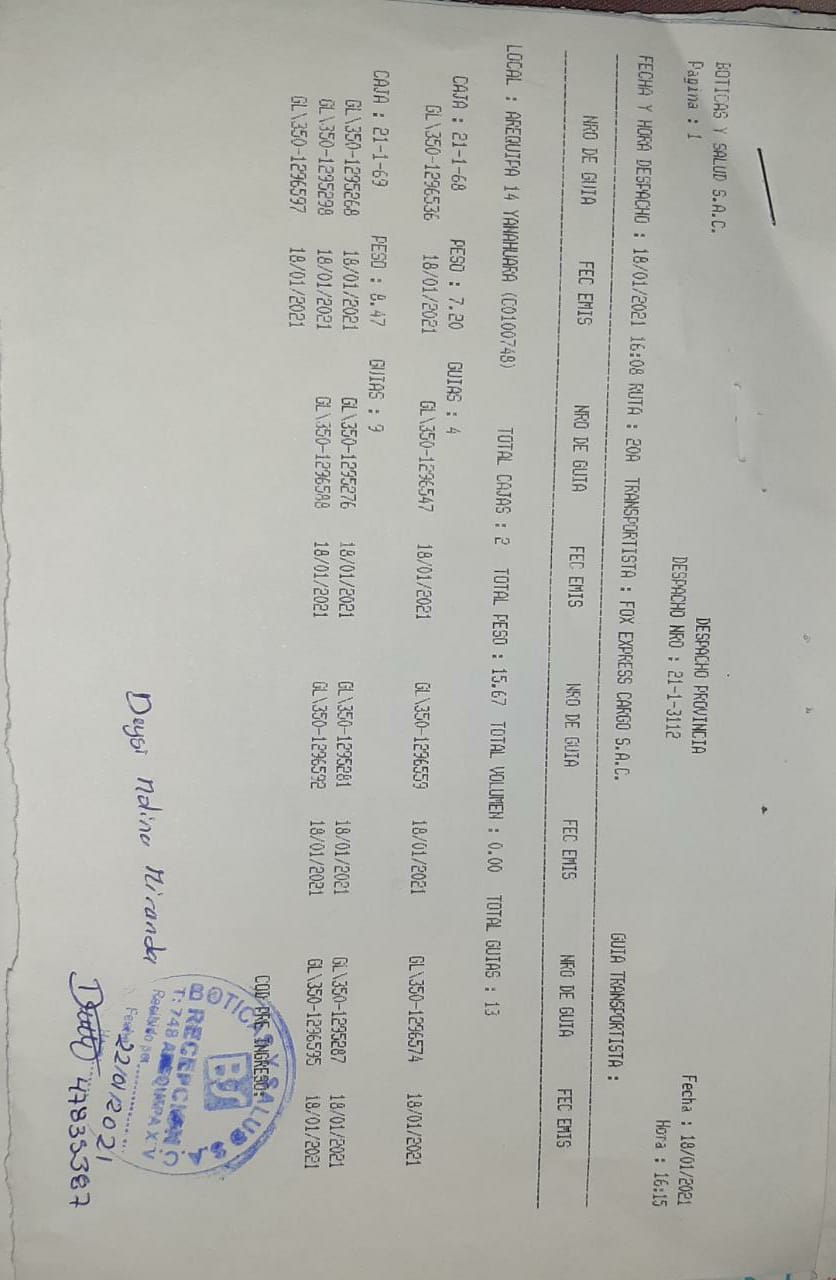 BOTICAS Y SALUD S.A.C. DESPACHO PROVINCIA Fecha : 18/01/2021
Pagina : 1 DESPACHO NRO : 21-1-3112 Hora : 16:15
FECHA Y HORA DESPACHO : 18/01/2021 16:08 RUTA : 20A TRANSPORTISTA : FOX EXPRESS CARGO S.A.C. GUIA TRANSPORTISTA :
NRO DE GUIA FEC EMIS NRO DE GUIA FEC EMIS NRO DE GUIA FEC EMIS NRO DE GUIA FEC EMIS
LOCAL : AREQUIPA 14 YANAHUARA (C0100748) TOTAL CAJAS : 2 TOTAL PESO : 15.67 TOTAL VOLUMEN : 0.00 TOTAL GUIAS : 13
CAJA : 21-1-68 PESO : 7.20 GUIAS : 4
GL\350-1296536 18/01/2021 GL\350-1296547 18/01/2021 GL\350-1296559 18/01/2021 GL\350-1296574 18/01/2021
CAJA : 21-1-69 PESO : 8.47 GUIAS : 9
GL\350-1295268 18/01/2021 GL\350-1295276 18/01/2021 GL\350-1295281 18/01/2021 GL\350-1295287 18/01/2021
GL\350-1295298 18/01/2021 GL\350-1296588 18/01/2021 GL\350-1296592 18/01/2021 GL\350-1296595 18/01/2021
GL\350-1296597 18/01/2021
INGRESO:
BOTICAS Y SALUD
BS
RECEPCION
T: 748
Recibido por
Fecha 22/01/2021
Deysi Ndino Miranda
47835387